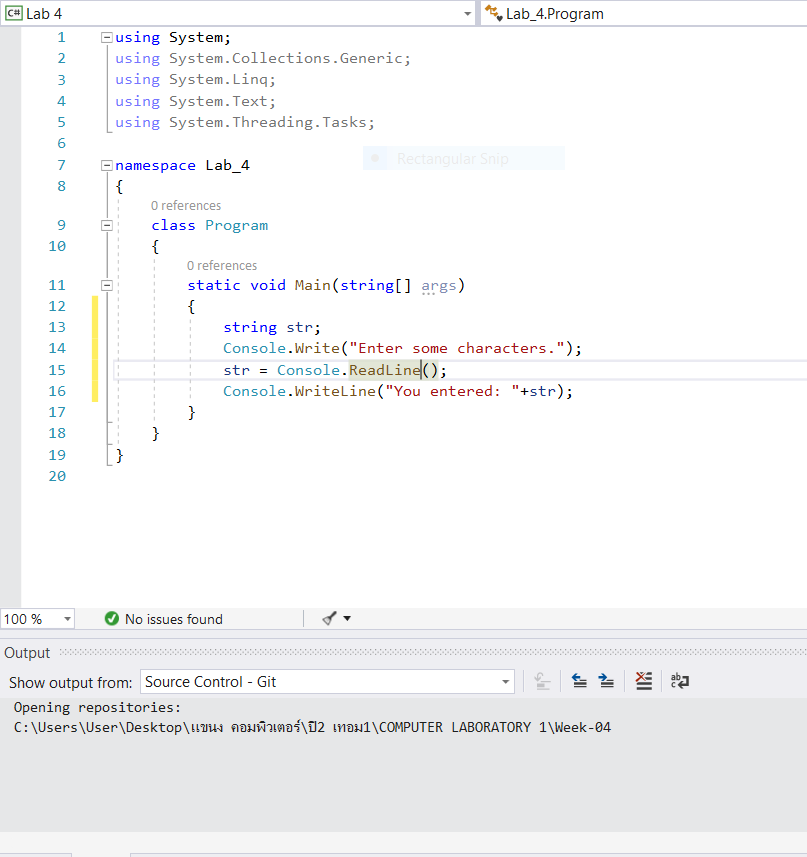 C# Lab 4
Lab_4.Program
1 using System;
2 using System.Collections.Generic;
3 using System.Linq;
4 using System.Text;
5 using System.Threading.Tasks;
6
7 namespace Lab_4
Rectangular Snip
8 {
0 references
9 class Program
10 {
0 references
11 static void Main(string[] args)
12 {
13 string str;
14 Console.Write("Enter some characters.");
15 str = Console.ReadLine();
16 Console.WriteLine("You entered: "+str);
17 }
18 }
19 }
20
100 % No issues found
Output
Show output from: Source Control - Git
Opening repositories:
C:\Users\User\Desktop\แขนง คอมพิวเตอร์\ปี2 เทอม1\COMPUTER LABORATORY 1\Week-04